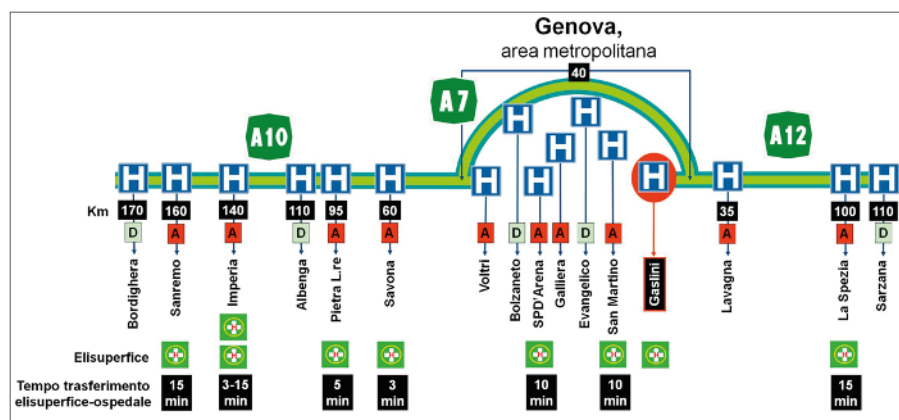 Genova,
area metropolitana
40
A7
A10
A12
H H H H H H H H H H H H H H H H
Km 170 160 140 110 95 60 35 100 110
D A A D A A A D A A D A A A D
Bordighera
Sanremo
Imperia
Albenga
Pietra L.re
Savona
Voltri
Bolzaneto
SPD'Arena
Galliera
Evangelico
San Martino
Gaslini
Lavagna
La Spezia
Sarzana
Elisuperfice H H H H H H H H H
Tempo trasferimento
elisuperfice-ospedale
15 min
3-15 min
5 min
3 min
10 min
10 min
15 min